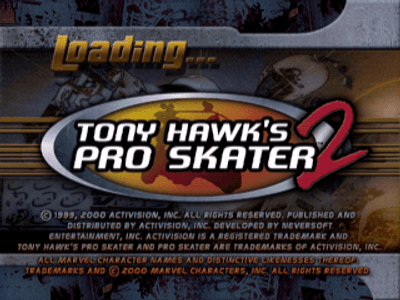 Loading...
TONY HAWK'S
PRO SKATER 2
© 1999, 2000 ACTIVISION, INC. ALL RIGHTS RESERVED. PUBLISHED AND
DISTRIBUTED BY ACTIVISION, INC. DEVELOPED BY NEVERSOFT
ENTERTAINMENT, INC. ACTIVISION IS A REGISTERED TRADEMARK AND
TONY HAWK'S PRO SKATER AND PRO SKATER ARE TRADEMARKS OF ACTIVISION, INC.
ALL MARVEL CHARACTER NAMES AND DISTINCTIVE LIKENESSES THEREOF:
TRADEMARKS AND © 2000 MARVEL CHARACTERS, INC. ALL RIGHTS RESERVED